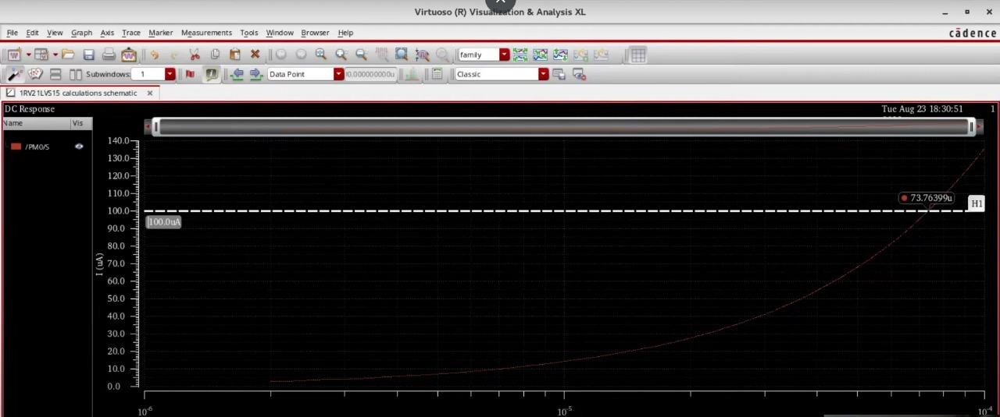 Virtuoso (R) Visualization & Analysis XL
File Edit View Graph Axis Trace Marker Measurements Tools Window Browser Help
cādence
family
Subwindows: 1
Data Point
Classic
1RV21LVS15 calculations schematic
DC Response
Tue Aug 23 18:30:51
1
Name Vis
/PM0/S
140.0
130.0
120.0
110.0
73.76399u
100.0
H1
100.0uA
90.0
80.0
70.0
I (uA)
60.0
50.0
40.0
30.0
20.0
10.0
0.0
10⁻⁶ 10⁻⁵ 10⁻⁴